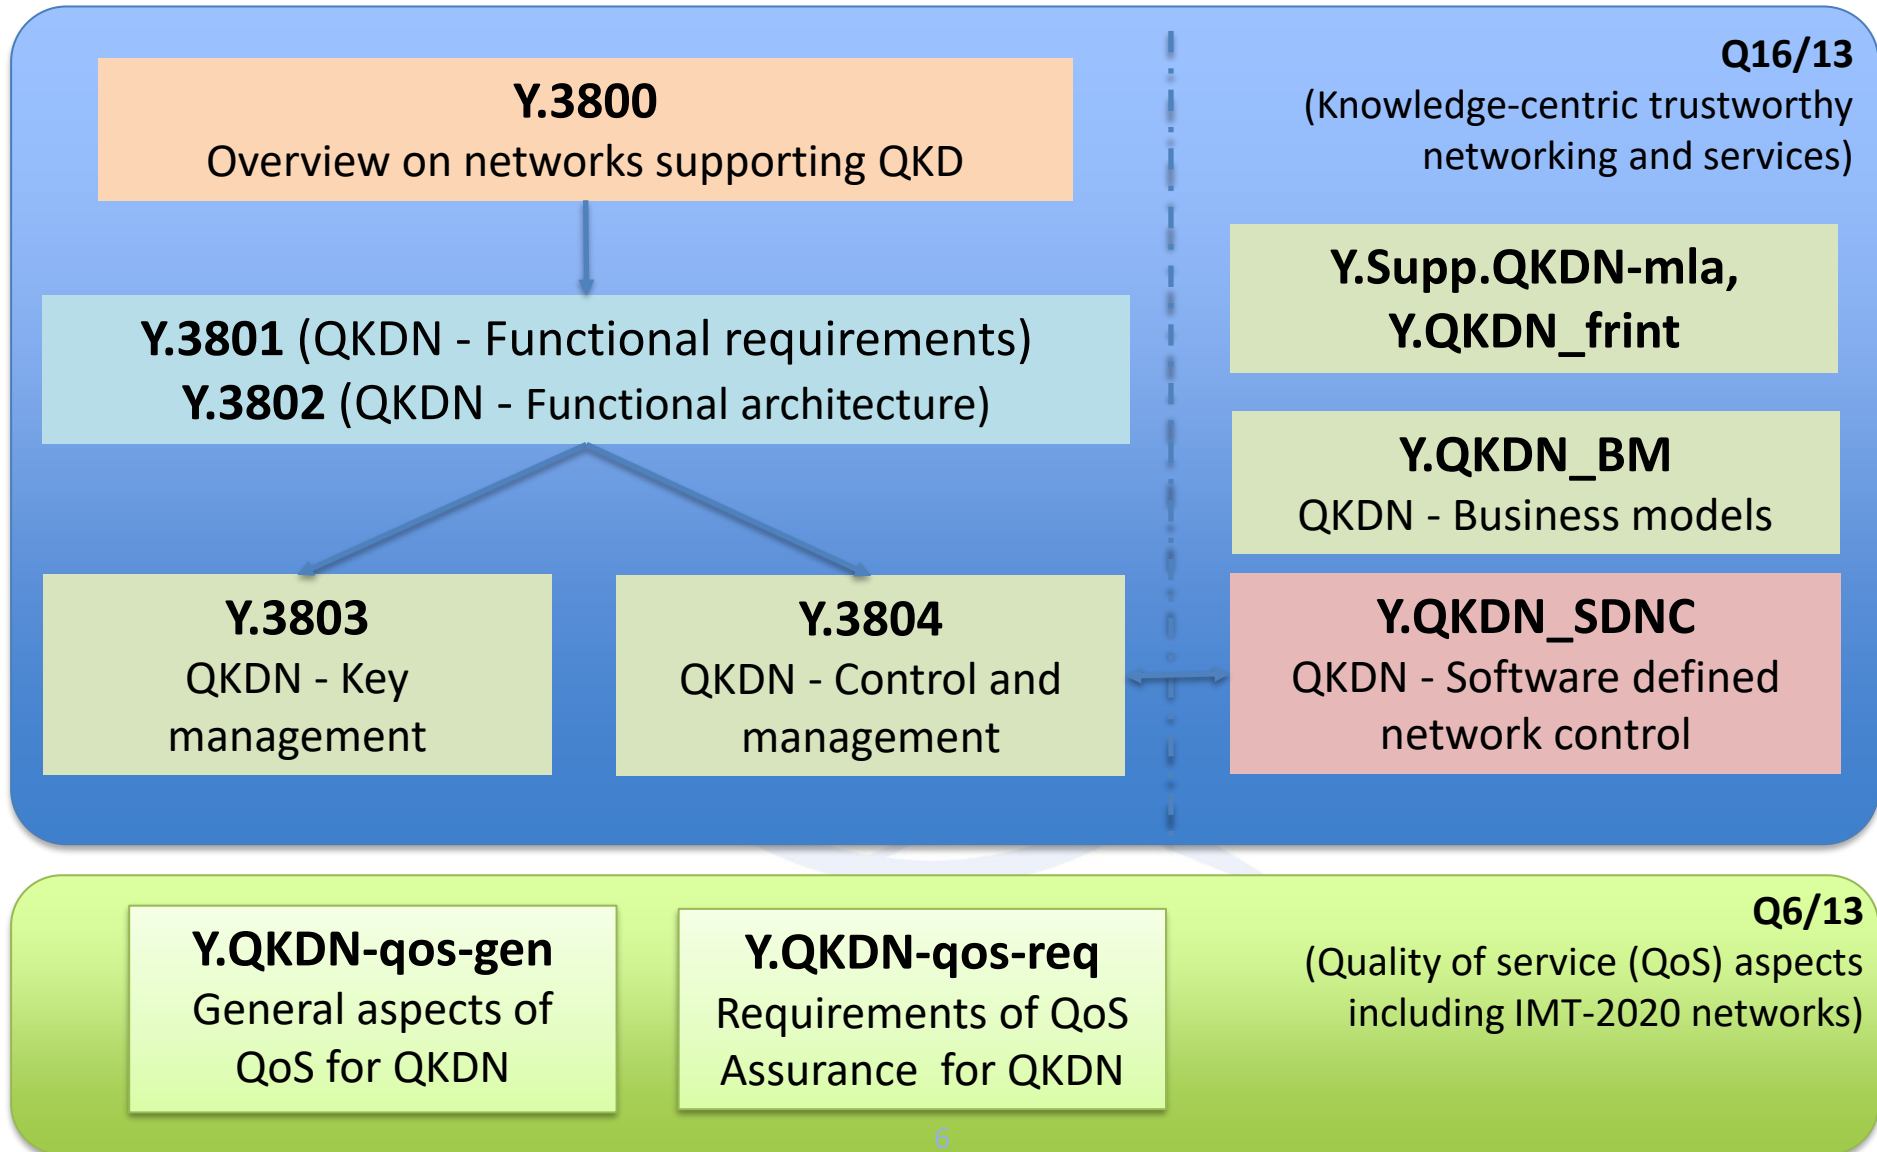 Y.3800
Overview on networks supporting QKD
Y.3801 (QKDN - Functional requirements)
Y.3802 (QKDN - Functional architecture)
Y.3803
QKDN - Key
management
Y.3804
QKDN - Control and
management
Q16/13
(Knowledge-centric trustworthy
networking and services)
Y.Supp.QKDN-mla,
Y.QKDN_frint
Y.QKDN_BM
QKDN - Business models
Y.QKDN_SDNC
QKDN - Software defined
network control
Y.QKDN-qos-gen
General aspects of
QoS for QKDN
Y.QKDN-qos-req
Requirements of QoS
Assurance  for QKDN
Q6/13
(Quality of service (QoS) aspects
including IMT-2020 networks)
6